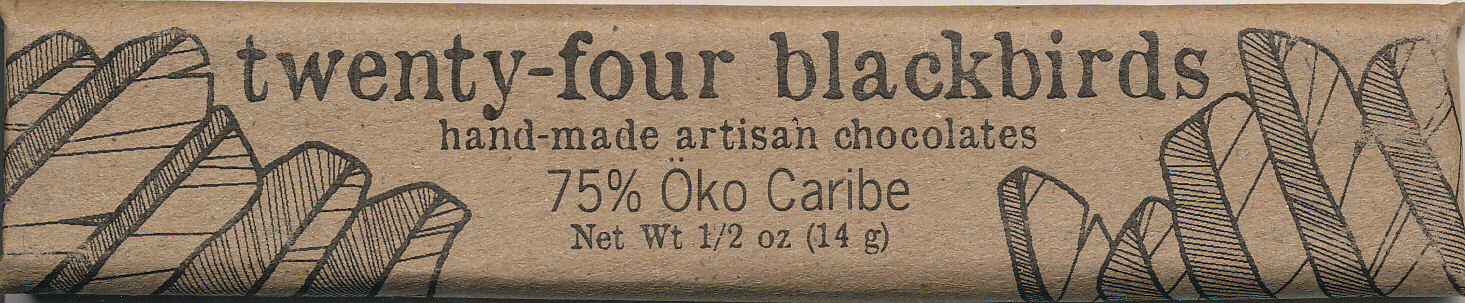 twenty-four blackbirds
hand-made artisan chocolates
75% Öko Caribe
Net Wt 1/2 oz (14 g)